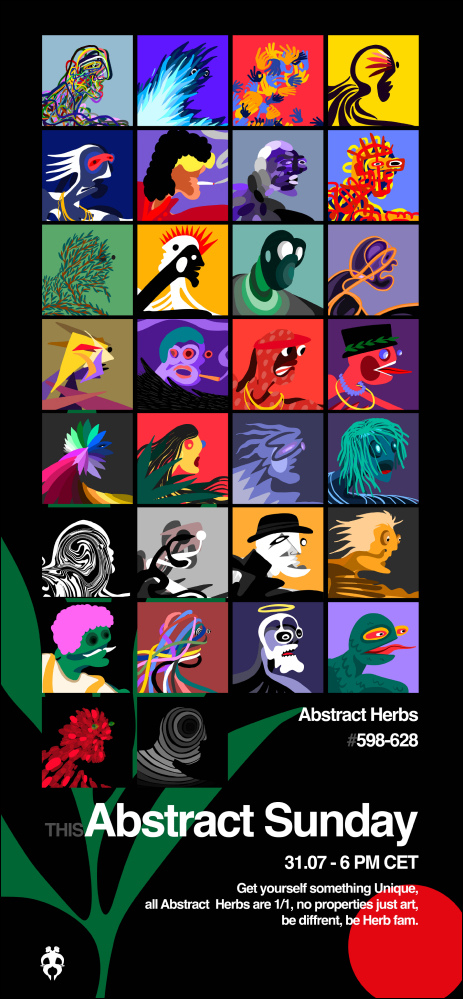 Abstract Herbs
#598-628
THIS Abstract Sunday
31.07 - 6 PM CET
Get yourself something Unique,
all Abstract Herbs are 1/1, no properties just art,
be diffrent, be Herb fam.